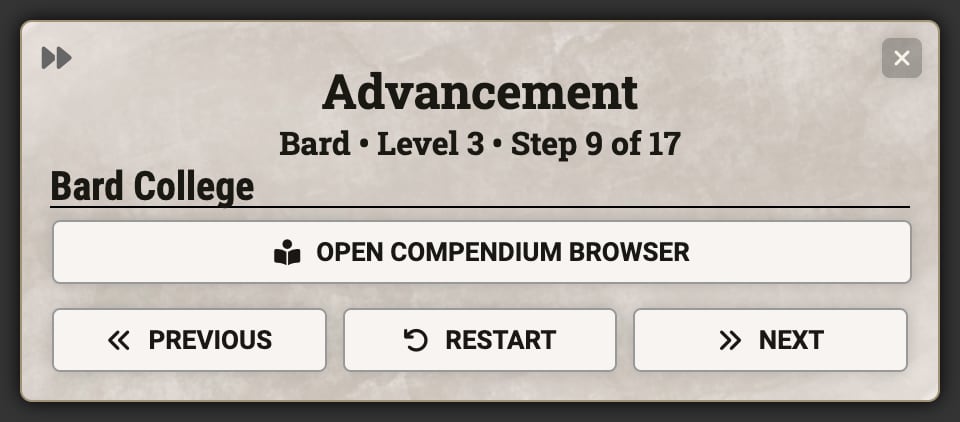 Advancement
Bard • Level 3 • Step 9 of 17
Bard College
OPEN COMPENDIUM BROWSER
PREVIOUS
RESTART
NEXT